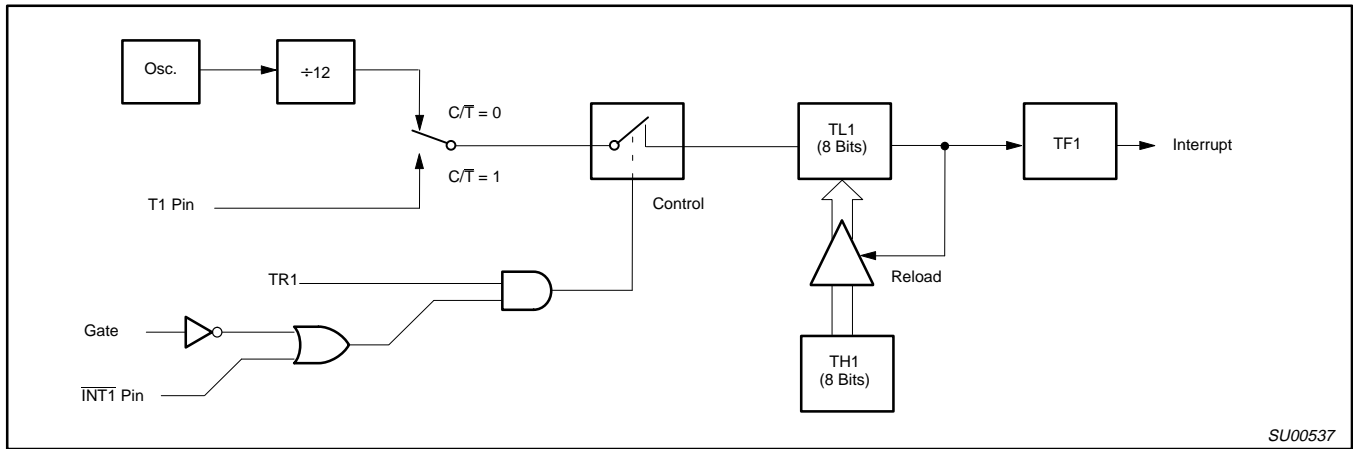 Osc.
÷12
C/T̅ = 0
C/T̅ = 1
T1 Pin
TL1
(8 Bits)
TF1
Interrupt
Control
TR1
Reload
Gate
I̅N̅T̅1̅ Pin
TH1
(8 Bits)
SU00537